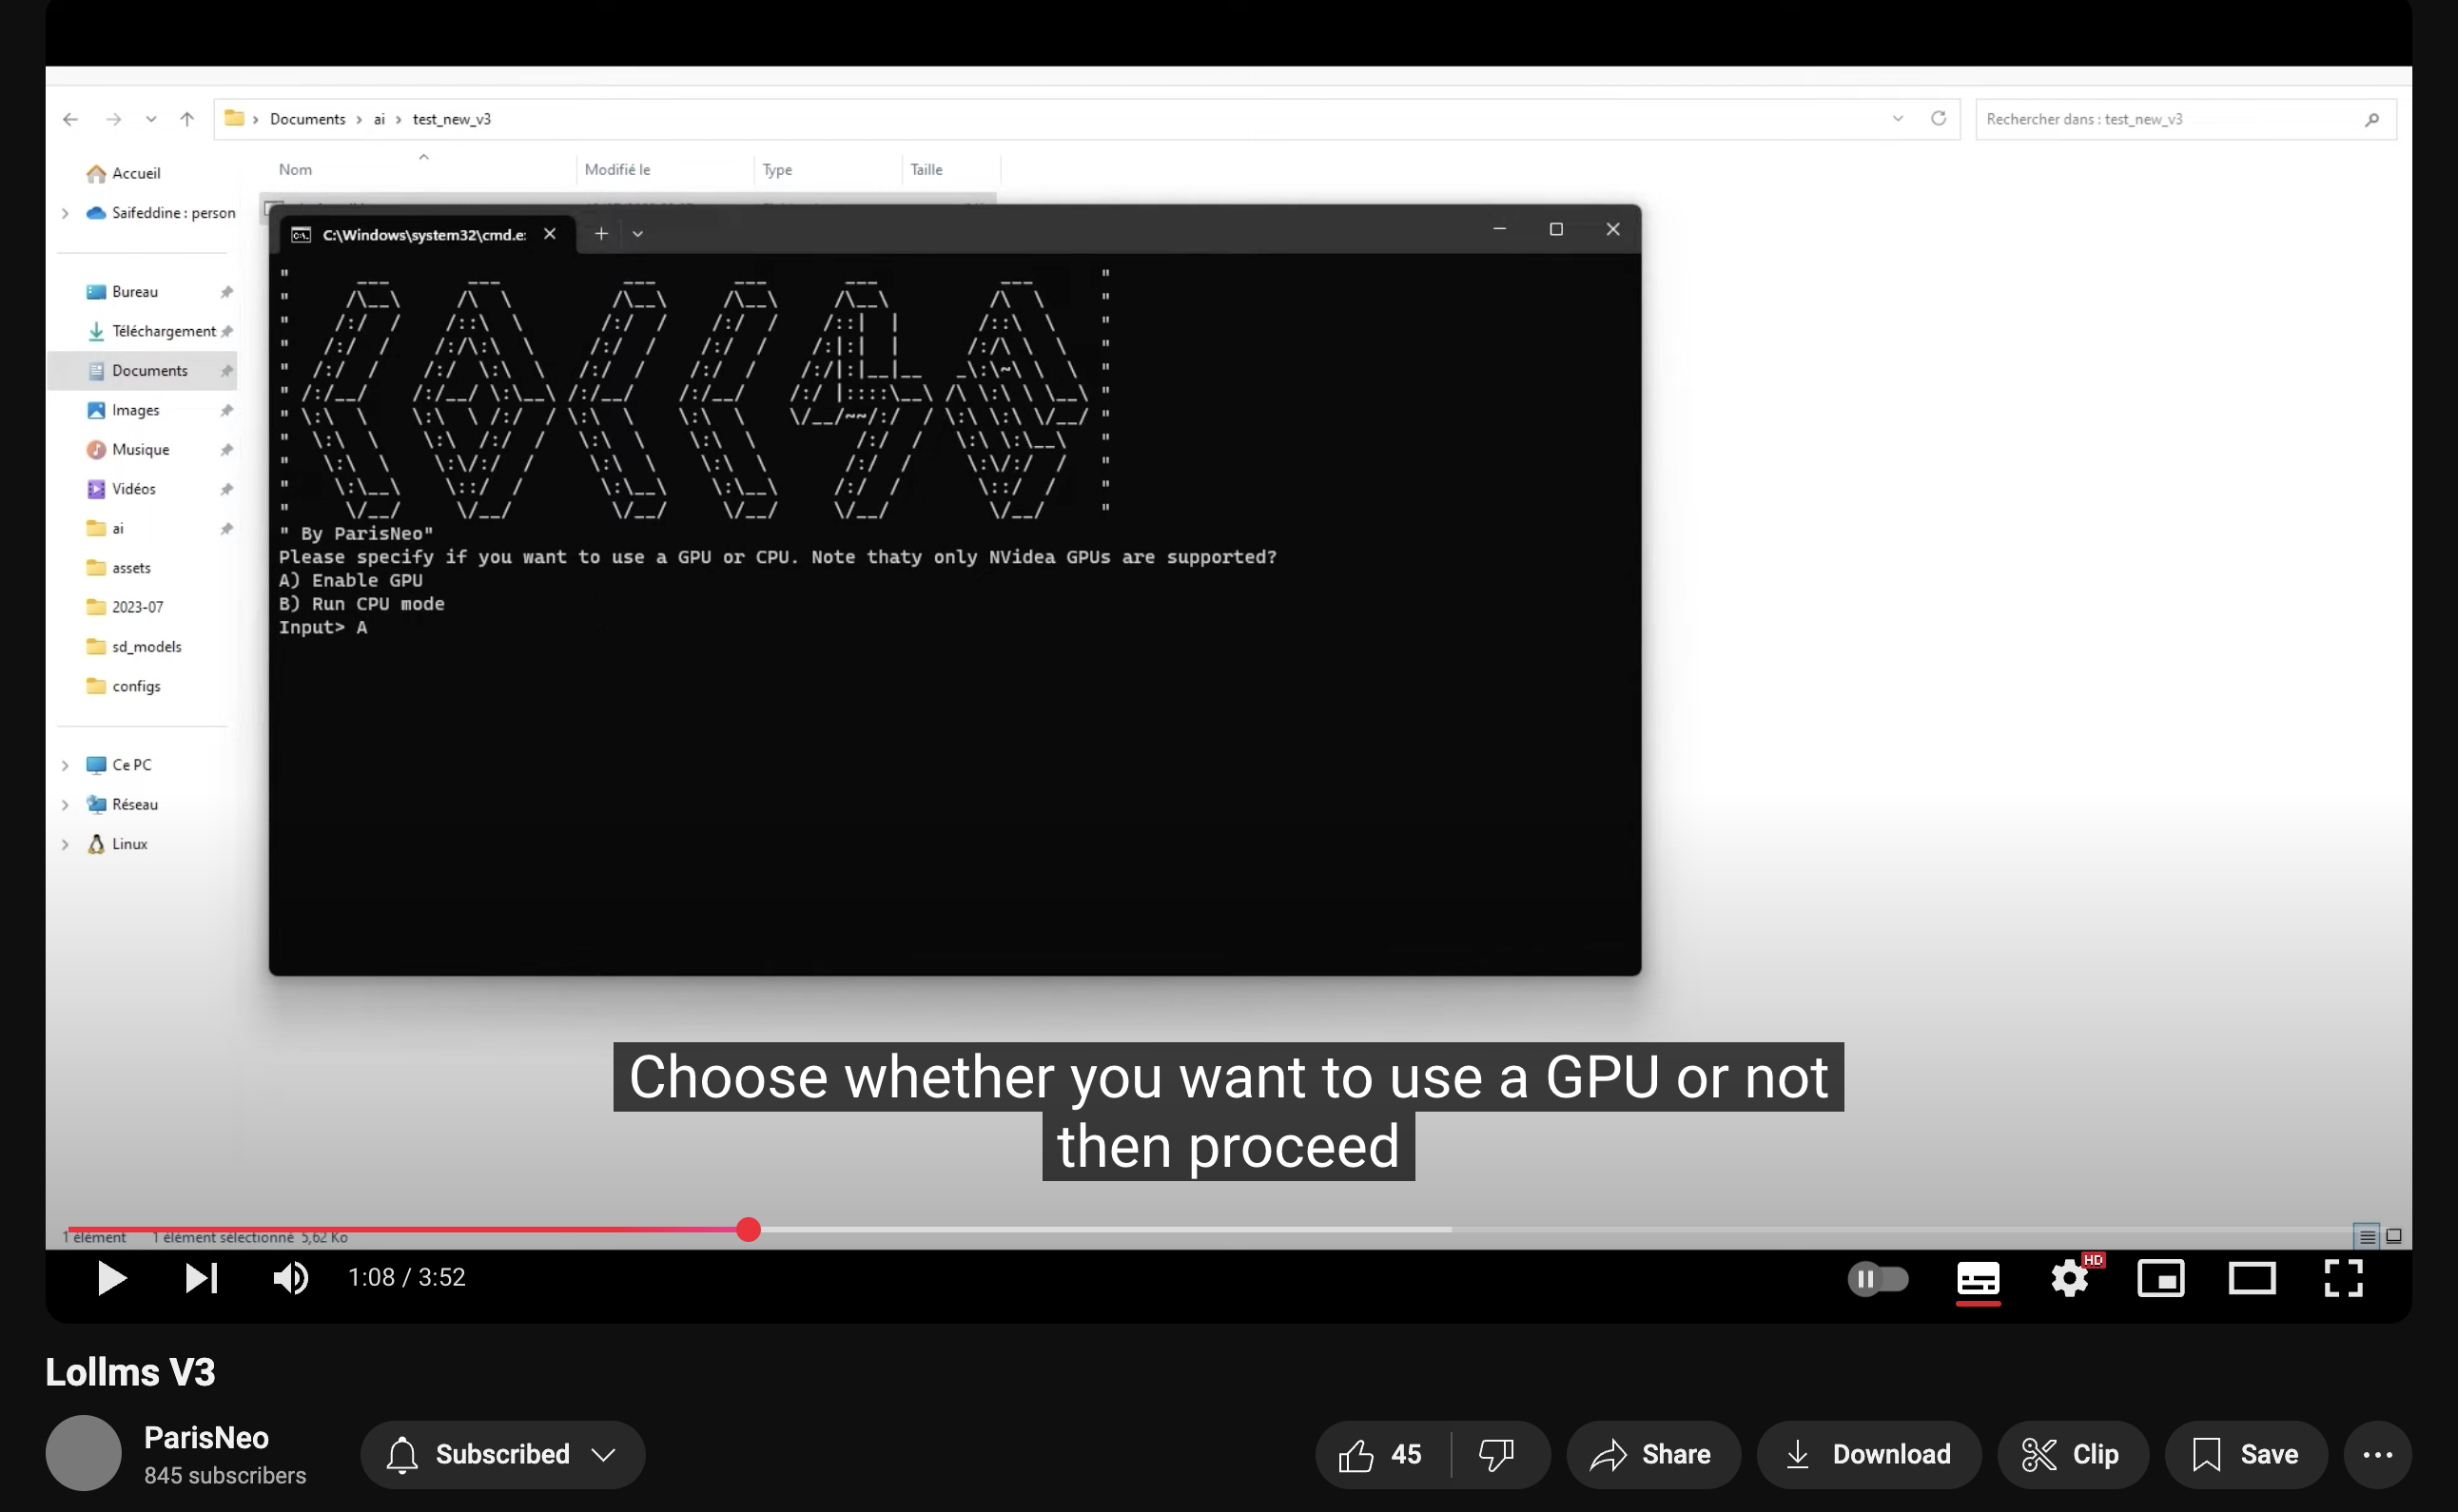 Documents › ai › test_new_v3
Rechercher dans : test_new_v3
Nom
Modifié le
Type
Taille
Accueil
Saifeddine : person
Bureau
Téléchargement
Documents
Images
Musique
Vidéos
ai
assets
2023-07
sd_models
configs
Ce PC
Réseau
Linux
C:\Windows\system32\cmd.e:
" By ParisNeo"
Please specify if you want to use a GPU or CPU. Note thaty only NVidea GPUs are supported?
A) Enable GPU
B) Run CPU mode
Input> A
Choose whether you want to use a GPU or not
then proceed
1 élément 1 élément sélectionné 5,62 Ko
1:08 / 3:52
HD
Lollms V3
ParisNeo
845 subscribers
Subscribed
45
Share
Download
Clip
Save